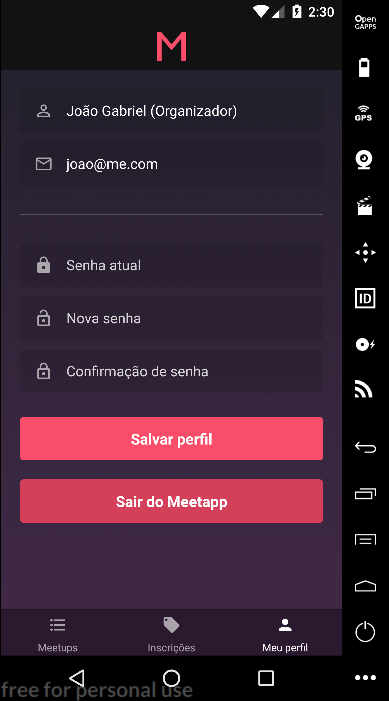 2:30
Open
GAPPS
M
João Gabriel (Organizador)
GPS
joao@me.com
Senha atual
ID
Nova senha
Confirmação de senha
Salvar perfil
Sair do Meetapp
Meetups
Inscrições
Meu perfil
free for personal use